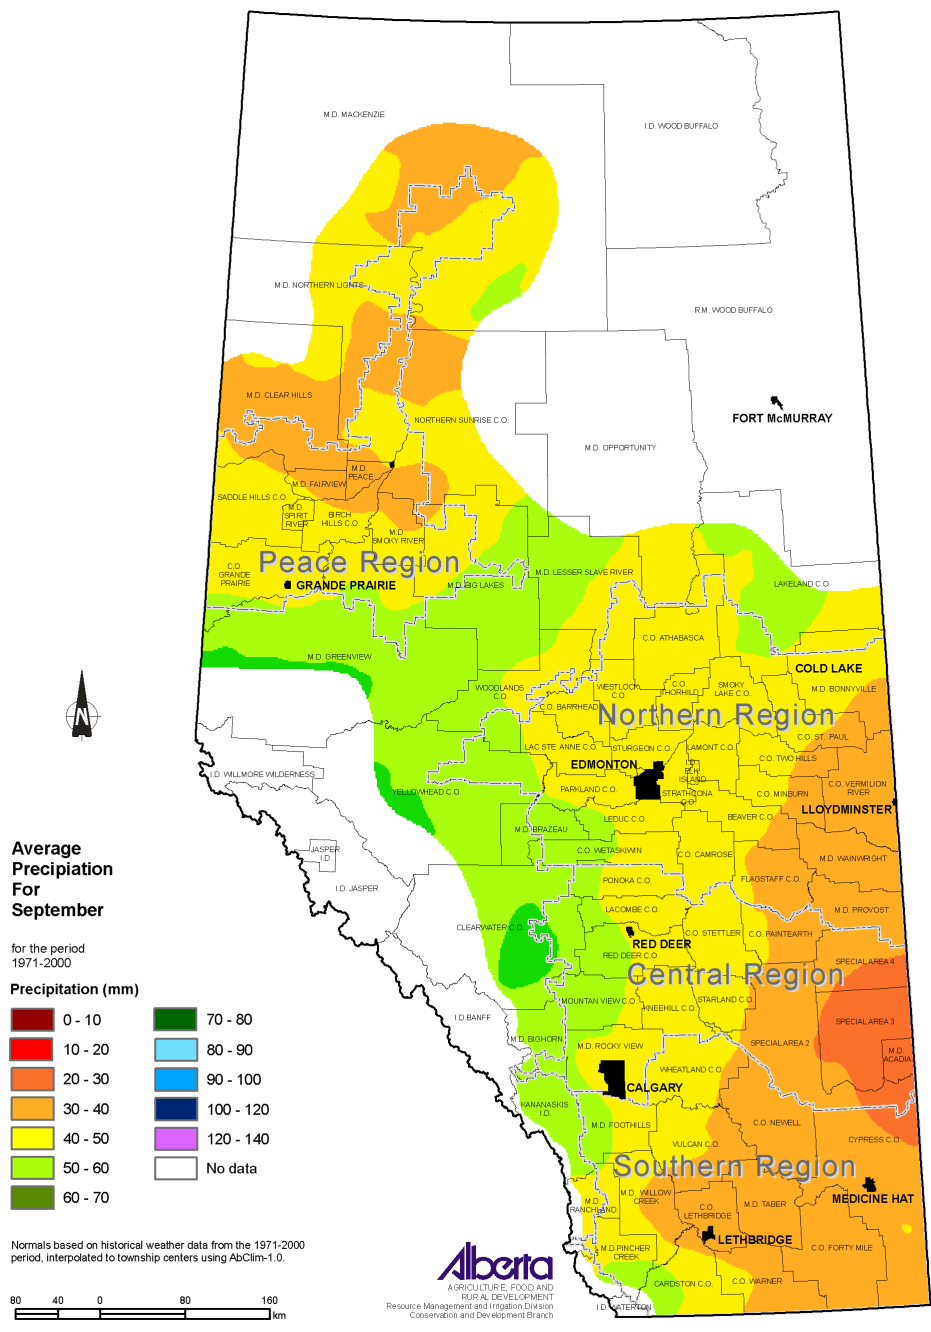 M.D. MACKENZIE
I.D. WOOD BUFFALO
M.D. NORTHERN LIGHTS
R.M. WOOD BUFFALO
M.D. CLEAR HILLS
FORT McMURRAY
NORTHERN SUNRISE C.O.
M.D. OPPORTUNITY
M.D.
PEACE
M.D. FAIRVIEW
SADDLE HILLS C.O.
M.D.
SPIRIT
RIVER
BIRCH
HILLS C.O.
M.D.
SMOKY RIVER
Peace Region
C.O.
GRANDE
PRAIRIE
GRANDE PRAIRIE
M.D. BIG LAKES
M.D. LESSER SLAVE RIVER
LAKELAND C.O.
C.O. ATHABASCA
M.D. GREENVIEW
COLD LAKE
WOODLANDS
C.O.
WESTLOCK
C.O.
C.O.
THORHILD
SMOKY
LAKE C.O.
M.D. BONNYVILLE
C.O. BARRHEAD
Northern Region
C.O. ST. PAUL
LAC STE ANNE C.O.
STURGEON C.O.
LAMONT C.O.
C.O. TWO HILLS
EDMONTON
I.D.
ELK
ISLAND
I.D. WILLMORE WILDERNESS
YELLOWHEAD C.O.
PARKLAND C.O.
STRATHCONA
C.O.
C.O. MINBURN
C.O. VERMILION
RIVER
LLOYDMINSTER
LEDUC C.O.
BEAVER C.O.
M.D. BRAZEAU
JASPER
I.D.
C.O. WETASKIWIN
C.O. CAMROSE
M.D. WAINWRIGHT
I.D. JASPER
PONOKA C.O.
FLAGSTAFF C.O.
LACOMBE C.O.
M.D. PROVOST
CLEARWATER C.O.
RED DEER
C.O. STETTLER
C.O. PAINTEARTH
RED DEER C.O.
SPECIAL AREA 4
Central Region
MOUNTAIN VIEW C.O.
KNEEHILL C.O.
STARLAND C.O.
I.D.BANFF
SPECIAL AREA 3
M.D. BIGHORN
M.D. ROCKY VIEW
SPECIAL AREA 2
M.D.
ACADIA
WHEATLAND C.O.
CALGARY
KANANASKIS
I.D.
M.D. FOOTHILLS
C.O. NEWELL
VULCAN C.O.
CYPRESS C.O.
Southern Region
M.D.
RANCHLAND
M.D. WILLOW
CREEK
C.O.
LETHBRIDGE
M.D. TABER
MEDICINE HAT
LETHBRIDGE
M.D.PINCHER
CREEK
C.O. FORTY MILE
CARDSTON C.O.
C.O. WARNER
I.D. WATERTON
N
Average
Precipiation
For
September
for the period
1971-2000
Precipitation (mm)
0 - 10
10 - 20
20 - 30
30 - 40
40 - 50
50 - 60
60 - 70
70 - 80
80 - 90
90 - 100
100 - 120
120 - 140
No data
Normals based on historical weather data from the 1971-2000
period, interpolated to township centers using AbClim-1.0.
80 40 0 80 160
km
Alberta
AGRICULTURE, FOOD AND
RURAL DEVELOPMENT
Resource Management and Irrigation Division
Conservation and Development Branch